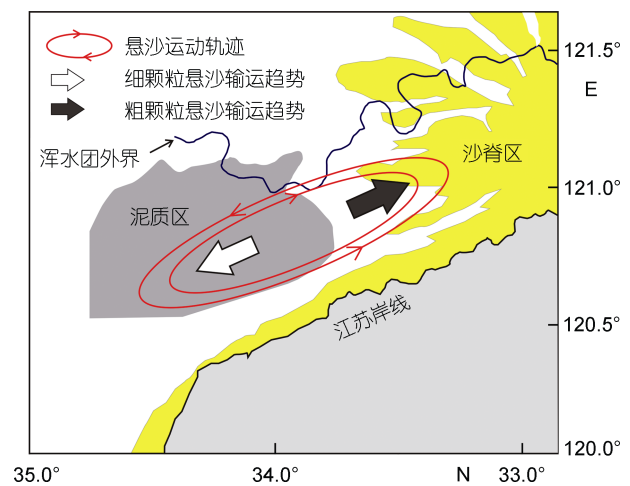 悬沙运动轨迹
细颗粒悬沙输运趋势
粗颗粒悬沙输运趋势
浑水团外界
沙脊区
泥质区
江苏岸线
121.5°
E
121.0°
120.5°
120.0°
35.0°
34.0°
N
33.0°